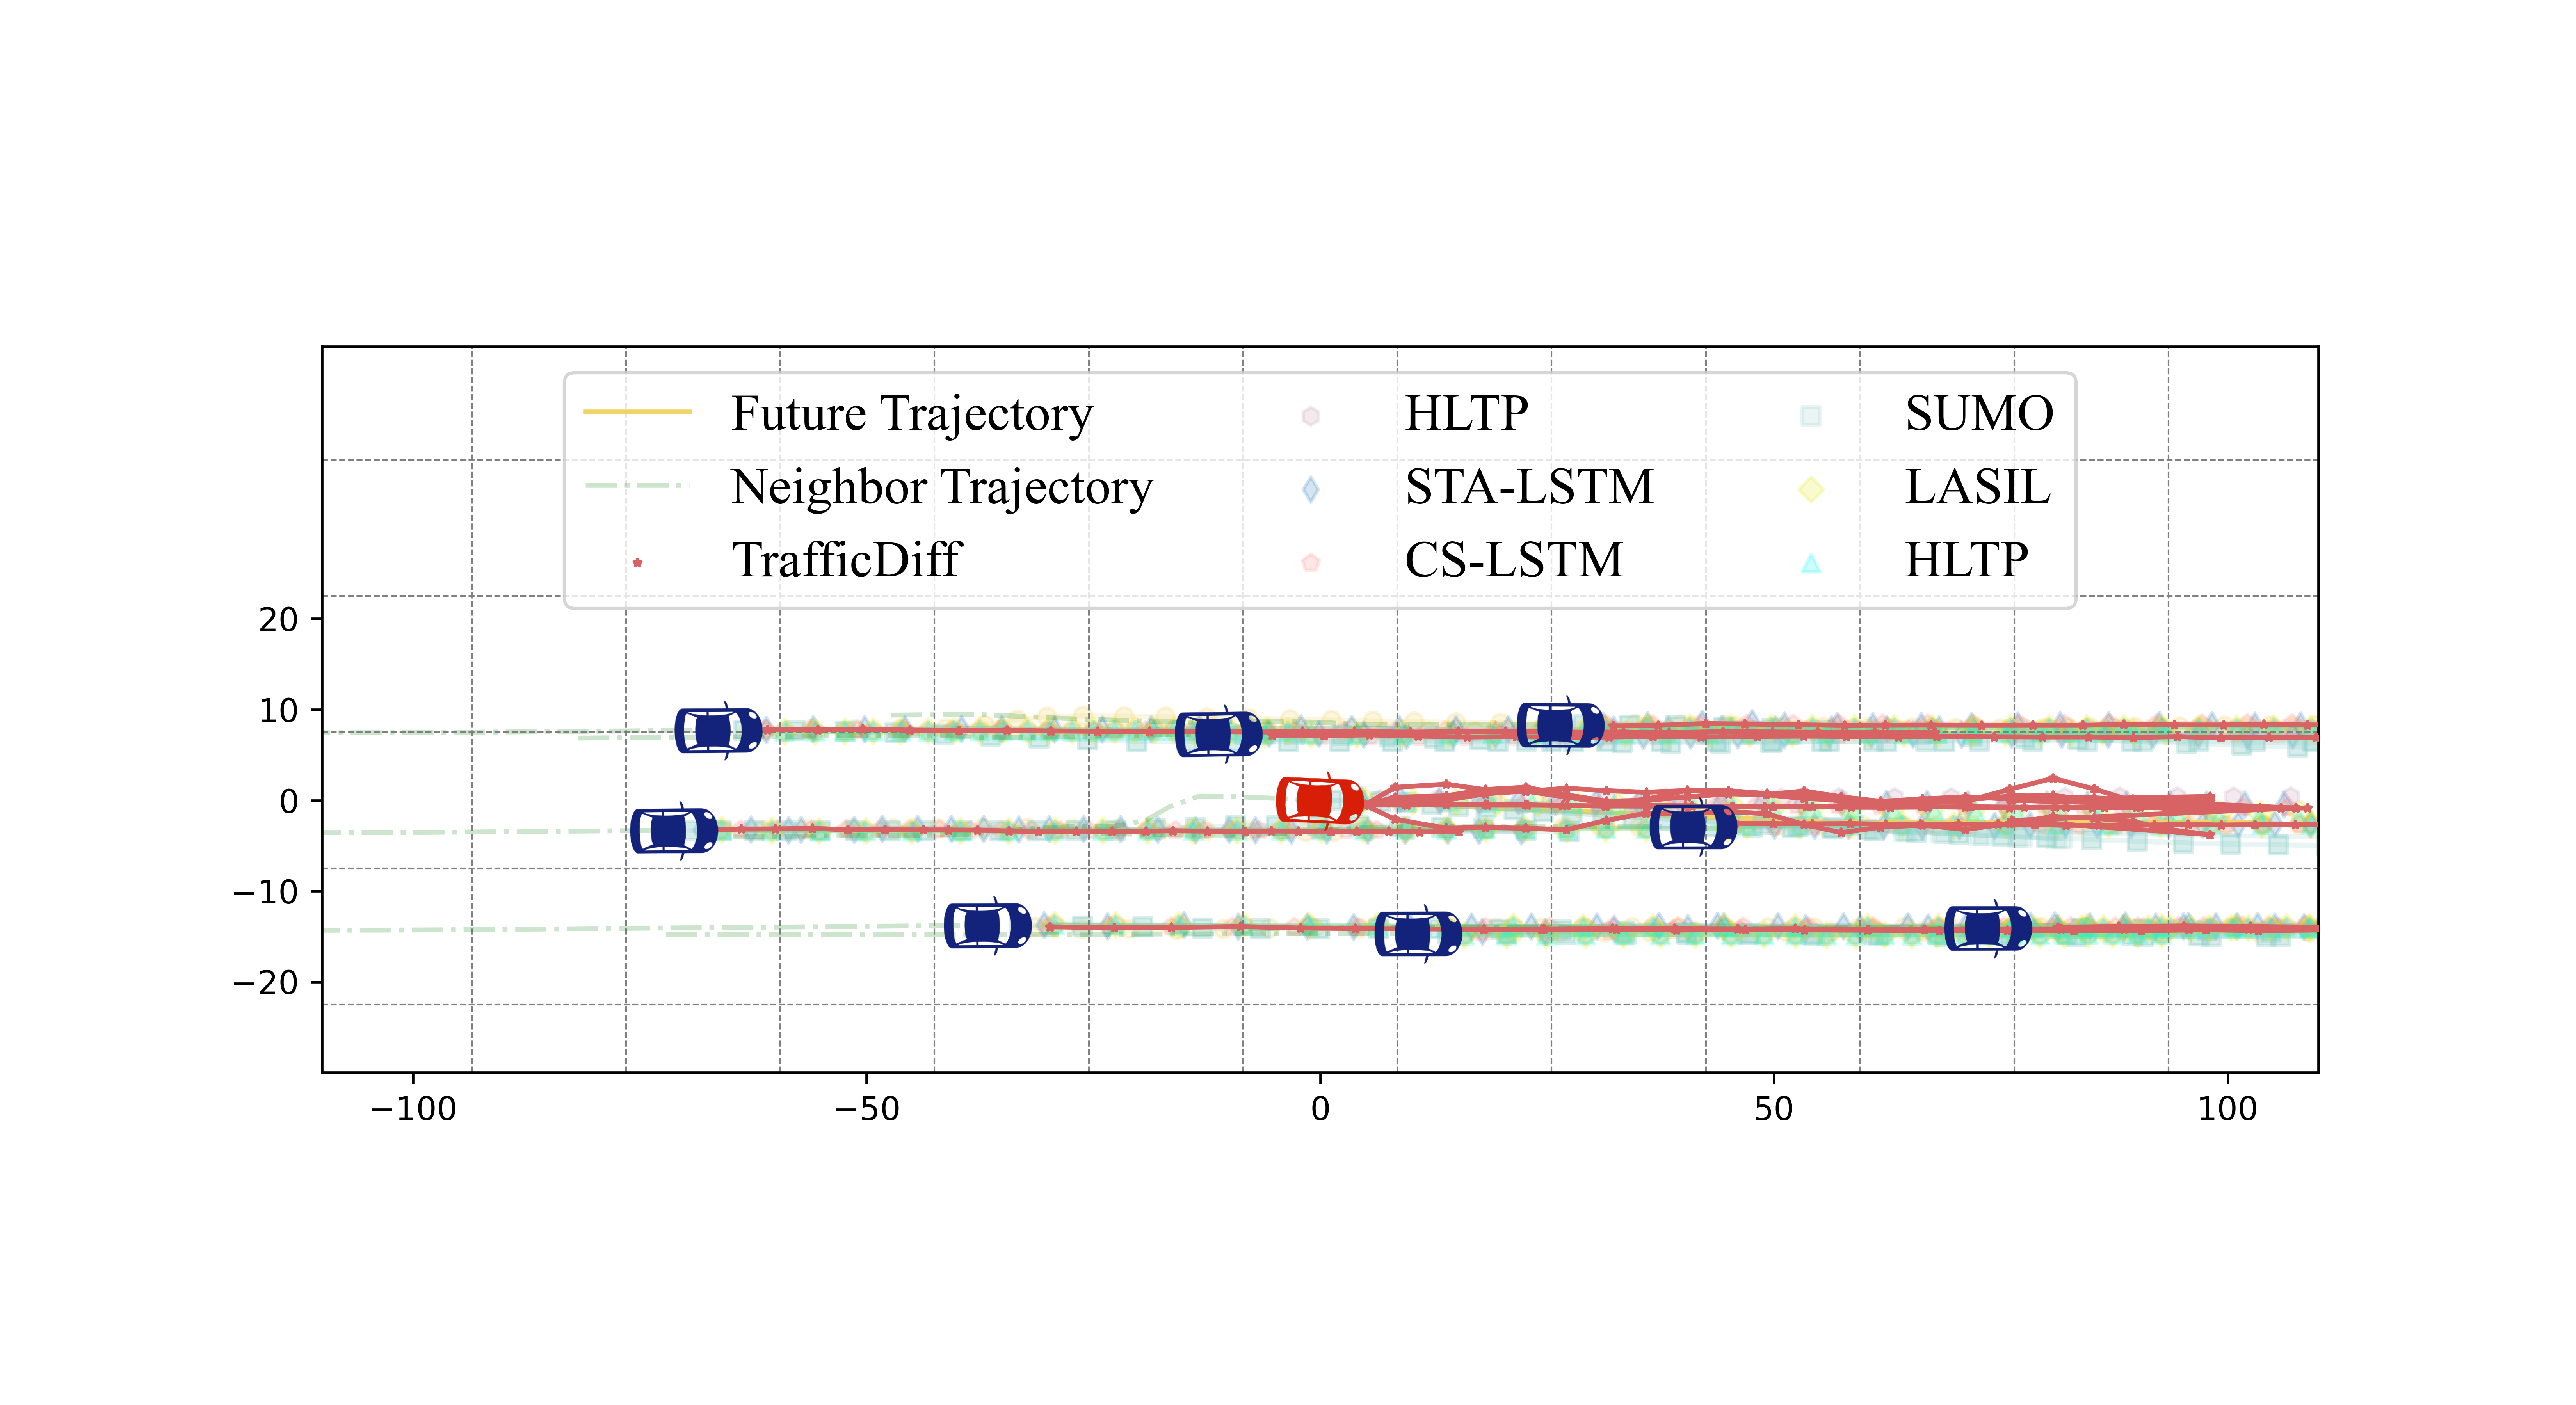 Future Trajectory
Neighbor Trajectory
TrafficDiff
HLTP
STA-LSTM
CS-LSTM
SUMO
LASIL
HLTP
20
10
0
−10
−20
−100
−50
0
50
100